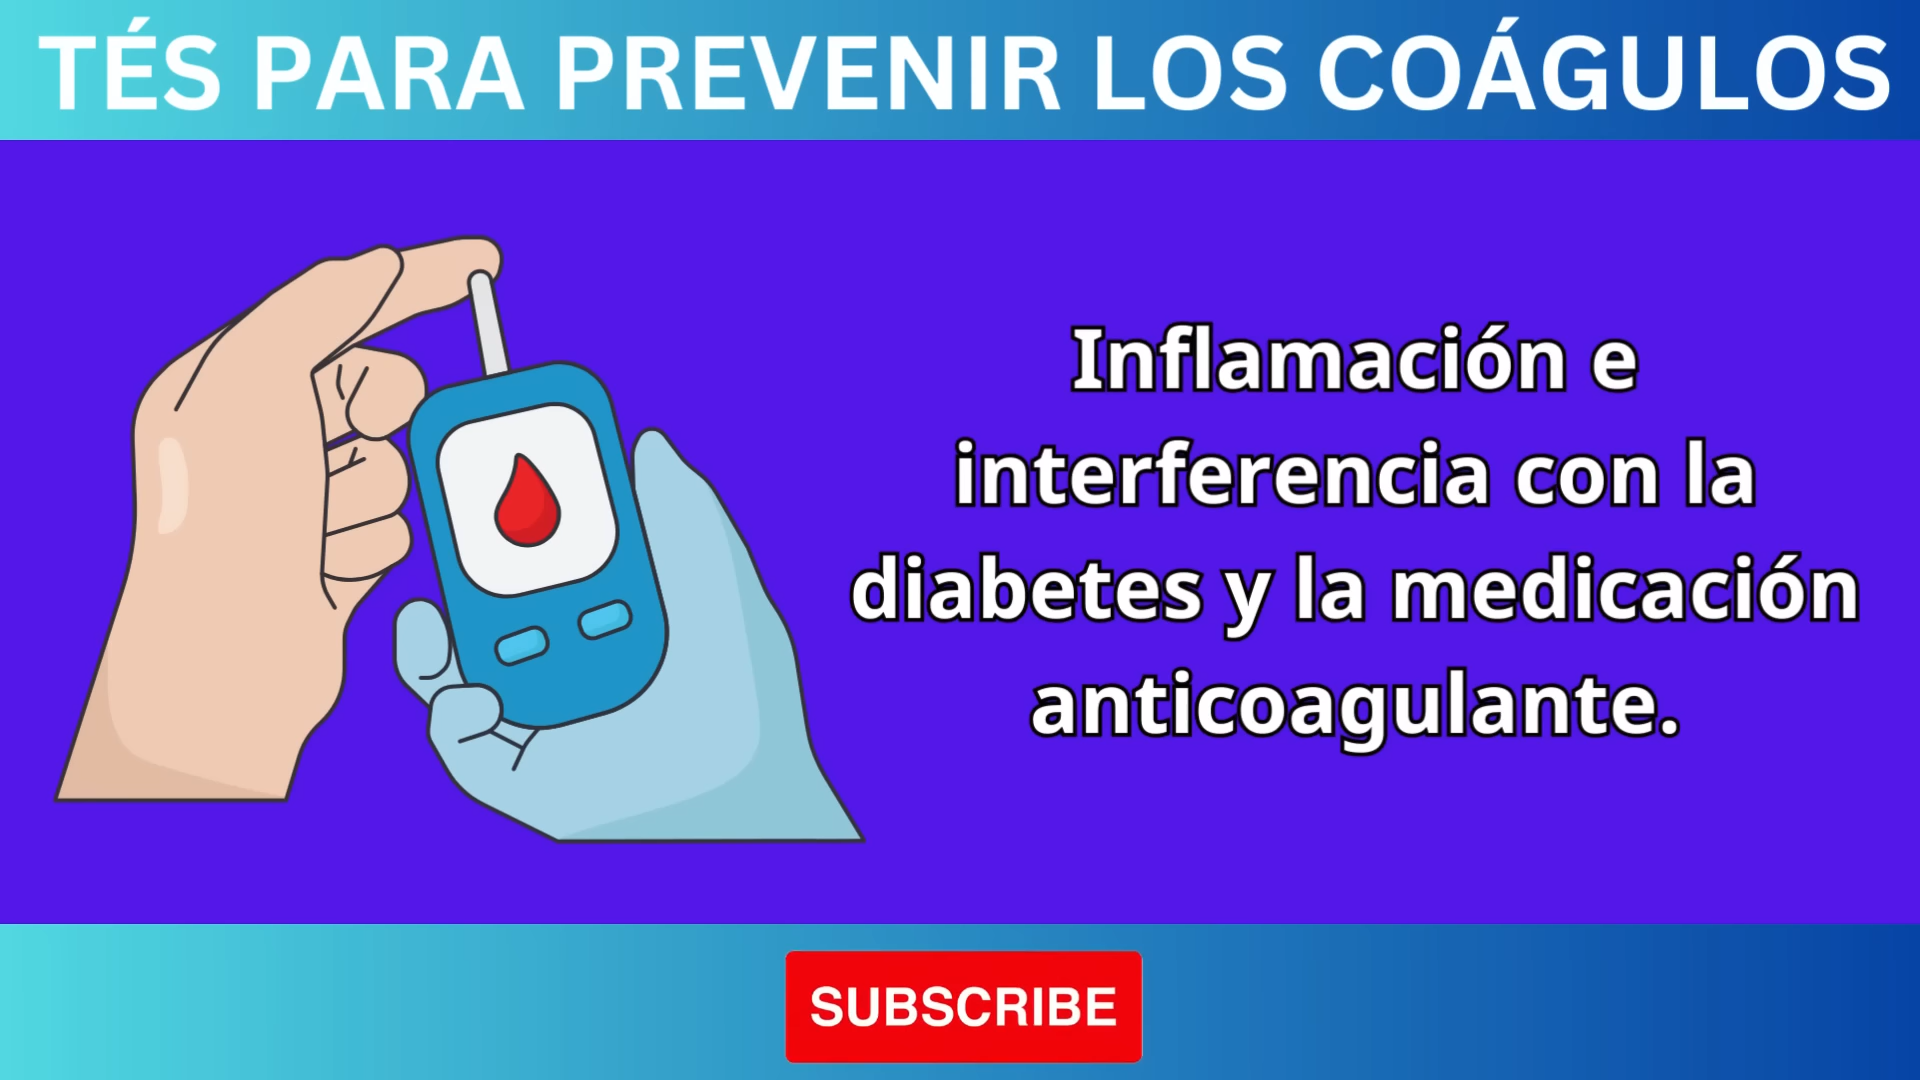 TÉS PARA PREVENIR LOS COÁGULOS
Inflamación e
interferencia con la
diabetes y la medicación
anticoagulante.
SUBSCRIBE